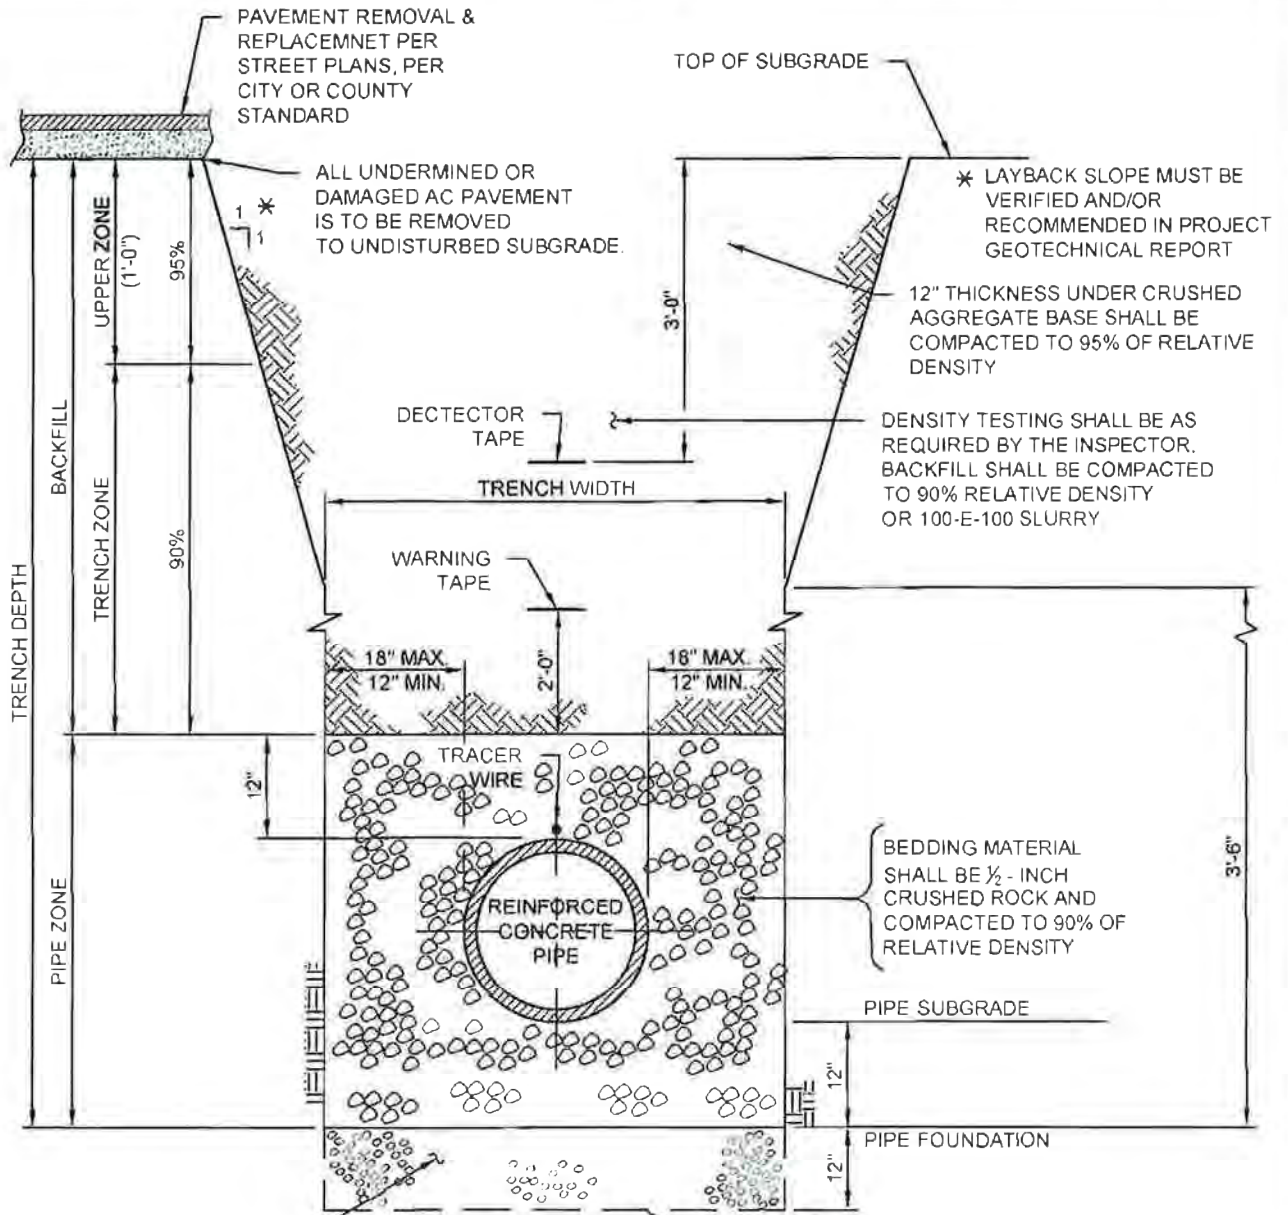 PAVEMENT REMOVAL &
REPLACEMNET PER
STREET PLANS, PER
CITY OR COUNTY
STANDARD
TOP OF SUBGRADE
ALL UNDERMINED OR
DAMAGED AC PAVEMENT
IS TO BE REMOVED
TO UNDISTURBED SUBGRADE.
1 *
1
* LAYBACK SLOPE MUST BE
VERIFIED AND/OR
RECOMMENDED IN PROJECT
GEOTECHNICAL REPORT
UPPER ZONE
(1'-0")
95%
3'-0"
12" THICKNESS UNDER CRUSHED
AGGREGATE BASE SHALL BE
COMPACTED TO 95% OF RELATIVE
DENSITY
DECTECTOR
TAPE
DENSITY TESTING SHALL BE AS
REQUIRED BY THE INSPECTOR.
BACKFILL SHALL BE COMPACTED
TO 90% RELATIVE DENSITY
OR 100-E-100 SLURRY
BACKFILL
TRENCH WIDTH
TRENCH DEPTH
TRENCH ZONE
90%
WARNING
TAPE
18" MAX.
12" MIN.
2'-0"
18" MAX.
12" MIN.
12"
TRACER
WIRE
PIPE ZONE
REINFORCED
CONCRETE
PIPE
BEDDING MATERIAL
SHALL BE ½ - INCH
CRUSHED ROCK AND
COMPACTED TO 90% OF
RELATIVE DENSITY
3'-6"
PIPE SUBGRADE
12"
PIPE FOUNDATION
12"